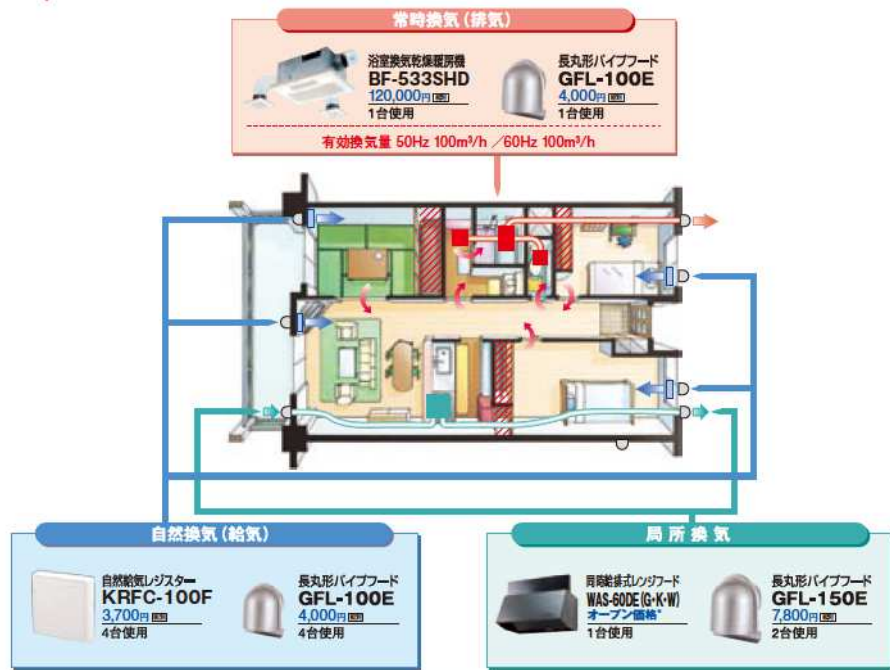 常時換気(排気)
浴室換気乾燥暖房機
BF-533SHD
120,000円
1台使用
長丸形パイプフード
GFL-100E
4,000円
1台使用
有効換気量 50Hz 100m³/h /60Hz 100m³/h
自然換気(給気)
自然給気レジスター
KRFC-100F
3,700円
4台使用
長丸形パイプフード
GFL-100E
4,000円
4台使用
局所換気
同時給排式レンジフード
WAS-60DE(G・K・W)
オープン価格*
1台使用
長丸形パイプフード
GFL-150E
7,800円
2台使用